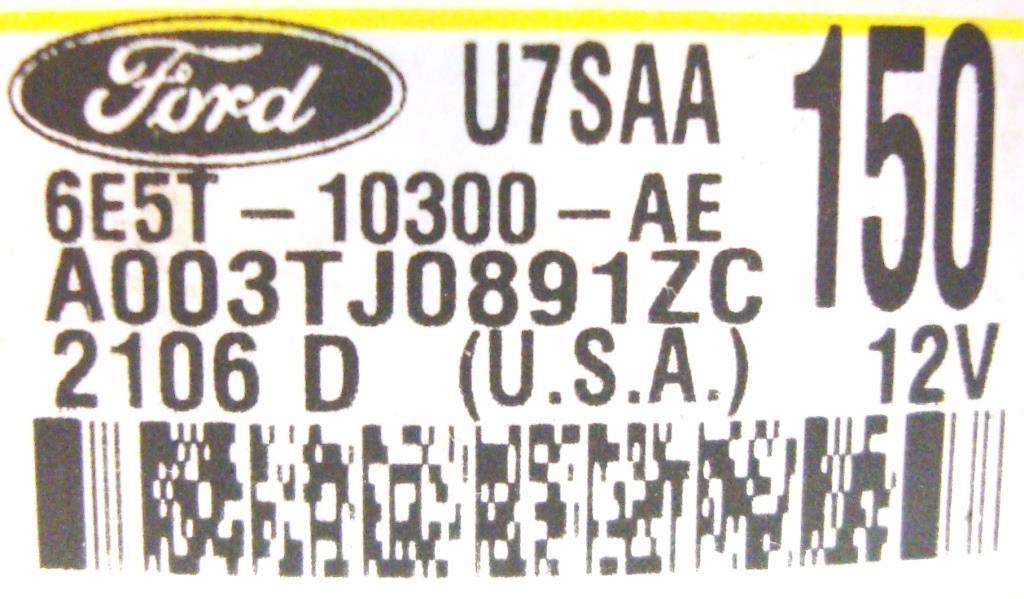 Ford U7SAA 150
6E5T - 10300 - AE
A003TJ0891ZC
2106 D (U.S.A.) 12V